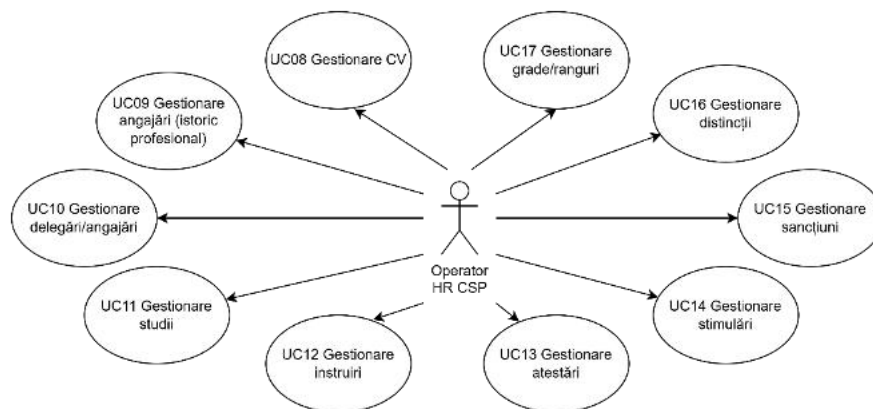 UC08 Gestionare CV
UC17 Gestionare
grade/ranguri
UC09 Gestionare
angajări (istoric
profesional)
UC16 Gestionare
distincții
UC10 Gestionare
delegări/angajări
UC15 Gestionare
sancțiuni
Operator
HR CSP
UC11 Gestionare
studii
UC14 Gestionare
stimulări
UC12 Gestionare
instruiri
UC13 Gestionare
atestări